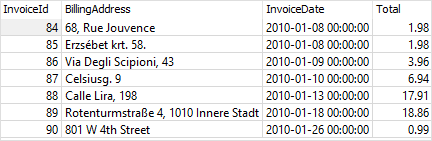 InvoiceId BillingAddress InvoiceDate Total
84 68, Rue Jouvence 2010-01-08 00:00:00 1.98
85 Erzsébet krt. 58. 2010-01-08 00:00:00 1.98
86 Via Degli Scipioni, 43 2010-01-09 00:00:00 3.96
87 Celsiusg. 9 2010-01-10 00:00:00 6.94
88 Calle Lira, 198 2010-01-13 00:00:00 17.91
89 Rotenturmstraße 4, 1010 Innere Stadt 2010-01-18 00:00:00 18.86
90 801 W 4th Street 2010-01-26 00:00:00 0.99